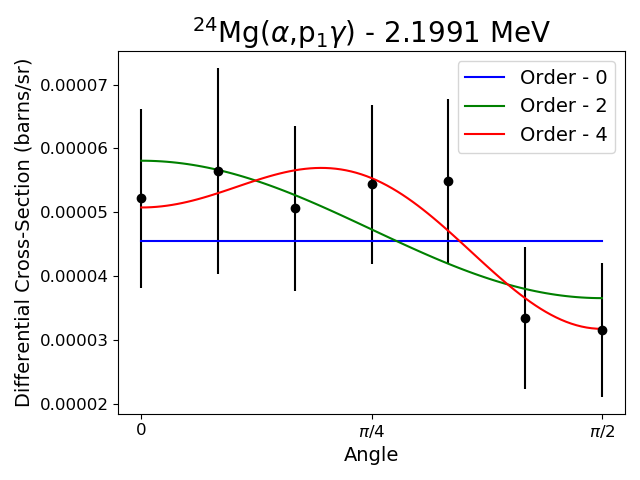 ²⁴Mg(α,p₁γ) - 2.1991 MeV
Order - 0
Order - 2
Order - 4
Differential Cross-Section (barns/sr)
0.00007
0.00006
0.00005
0.00004
0.00003
0.00002
0 π/4 π/2
Angle